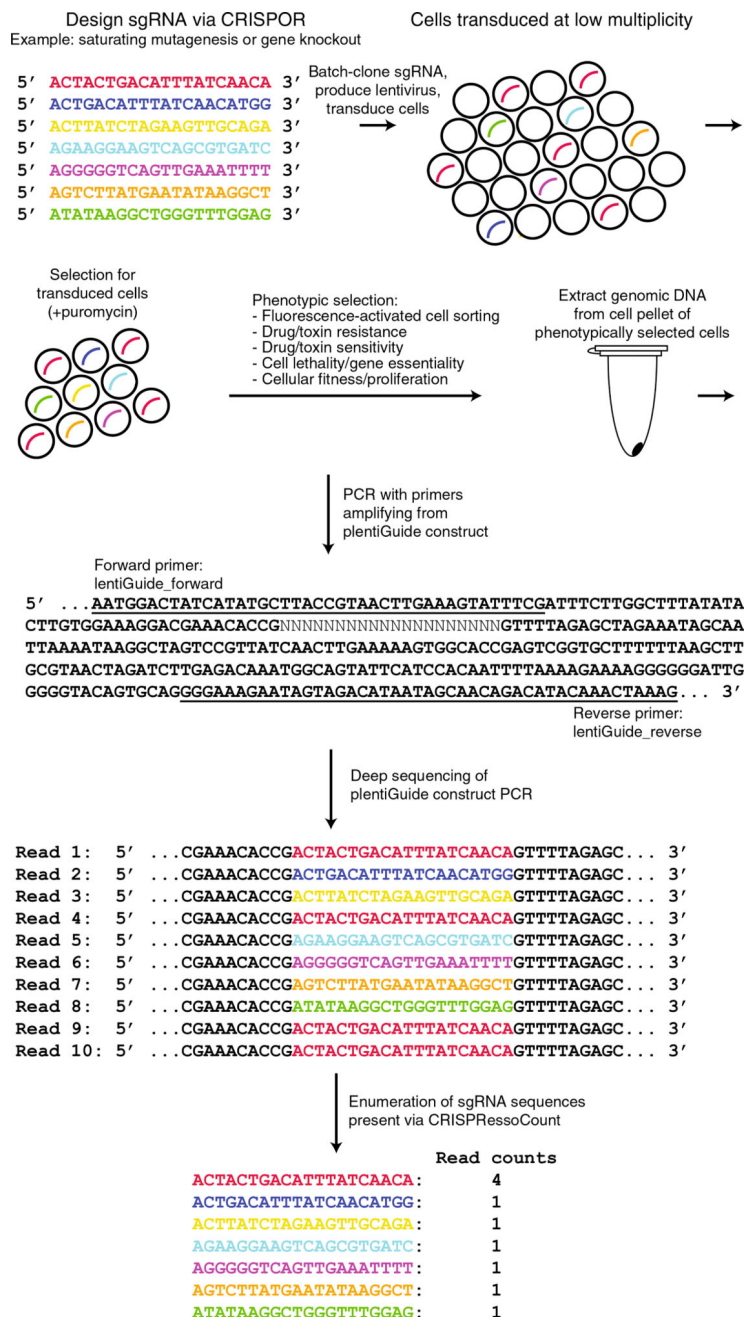 Design sgRNA via CRISPOR
Example: saturating mutagenesis or gene knockout
5′ ACTACTGACATTTATCAACA 3′
5′ ACTGACATTTATCAACATGG 3′
5′ ACTTATCTAGAAGTTGCAGA 3′
5′ AGAAGGAAGTCAGCGTGATC 3′
5′ AGGGGGTCAGTTGAAATTTT 3′
5′ AGTCTTATGAATATAAGGCT 3′
5′ ATATAAGGCTGGGTTTGGAG 3′
Batch-clone sgRNA,
produce lentivirus,
transduce cells
Cells transduced at low multiplicity
Selection for
transduced cells
(+puromycin)
Phenotypic selection:
- Fluorescence-activated cell sorting
- Drug/toxin resistance
- Drug/toxin sensitivity
- Cell lethality/gene essentiality
- Cellular fitness/proliferation
Extract genomic DNA
from cell pellet of
phenotypically selected cells
PCR with primers
amplifying from
plentiGuide construct
Forward primer:
lentiGuide_forward
5′ ...AATGGACTATCATATGCTTACCGTAACTTGAAAGTATTTCGATTTCTTGGCTTTATATA
CTTGTGGAAAGGACGAAACACCGNNNNNNNNNNNNNNNNNNNNGTTTTAGAGCTAGAAATAGCAA
TTAAAATAAGGCTAGTCCGTTATCAACTTGAAAAAGTGGCACCGAGTCGGTGCTTTTTTAAGCTT
GCGTAACTAGATCTTGAGACAAATGGCAGTATTCATCCACAATTTTAAAAGAAAAGGGGGGATTG
GGGGTACAGTGCAGGGGAAAGAATAGTAGACATAATAGCAACAGACATACAAACTAAAG... 3′
Reverse primer:
lentiGuide_reverse
Deep sequencing of
plentiGuide construct PCR
Read 1: 5′ ...CGAAACACCGACTACTGACATTTATCAACAGTTTTAGAGC... 3′
Read 2: 5′ ...CGAAACACCGACTGACATTTATCAACATGGGTTTTAGAGC... 3′
Read 3: 5′ ...CGAAACACCGACTTATCTAGAAGTTGCAGAGTTTTAGAGC... 3′
Read 4: 5′ ...CGAAACACCGACTACTGACATTTATCAACAGTTTTAGAGC... 3′
Read 5: 5′ ...CGAAACACCGAGAAGGAAGTCAGCGTGATCGTTTTAGAGC... 3′
Read 6: 5′ ...CGAAACACCGAGGGGGTCAGTTGAAATTTTGTTTTAGAGC... 3′
Read 7: 5′ ...CGAAACACCGAGTCTTATGAATATAAGGCTGTTTTAGAGC... 3′
Read 8: 5′ ...CGAAACACCGATATAAGGCTGGGTTTGGAGGTTTTAGAGC... 3′
Read 9: 5′ ...CGAAACACCGACTACTGACATTTATCAACAGTTTTAGAGC... 3′
Read 10: 5′ ...CGAAACACCGACTACTGACATTTATCAACAGTTTTAGAGC... 3′
Enumeration of sgRNA sequences
present via CRISPRessoCount
Read counts
ACTACTGACATTTATCAACA: 4
ACTGACATTTATCAACATGG: 1
ACTTATCTAGAAGTTGCAGA: 1
AGAAGGAAGTCAGCGTGATC: 1
AGGGGGTCAGTTGAAATTTT: 1
AGTCTTATGAATATAAGGCT: 1
ATATAAGGCTGGGTTTGGAG: 1